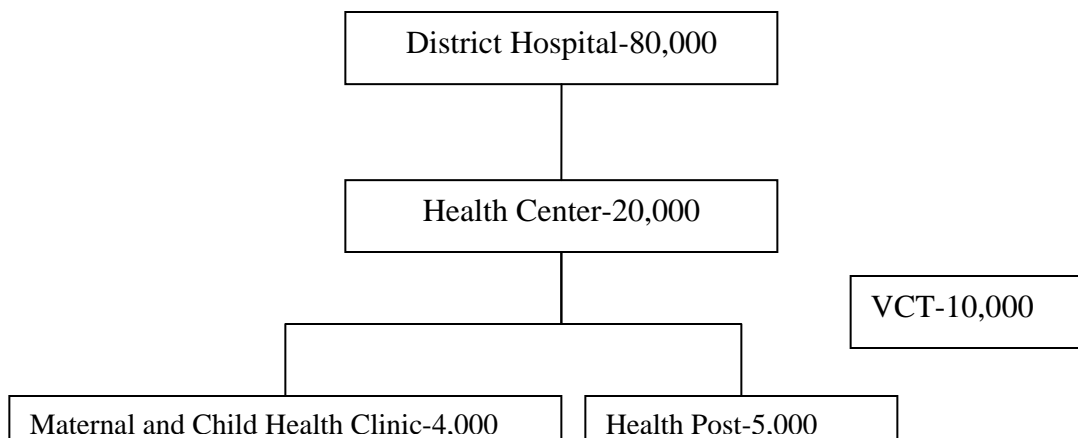 District Hospital-80,000
Health Center-20,000
VCT-10,000
Maternal and Child Health Clinic-4,000
Health Post-5,000